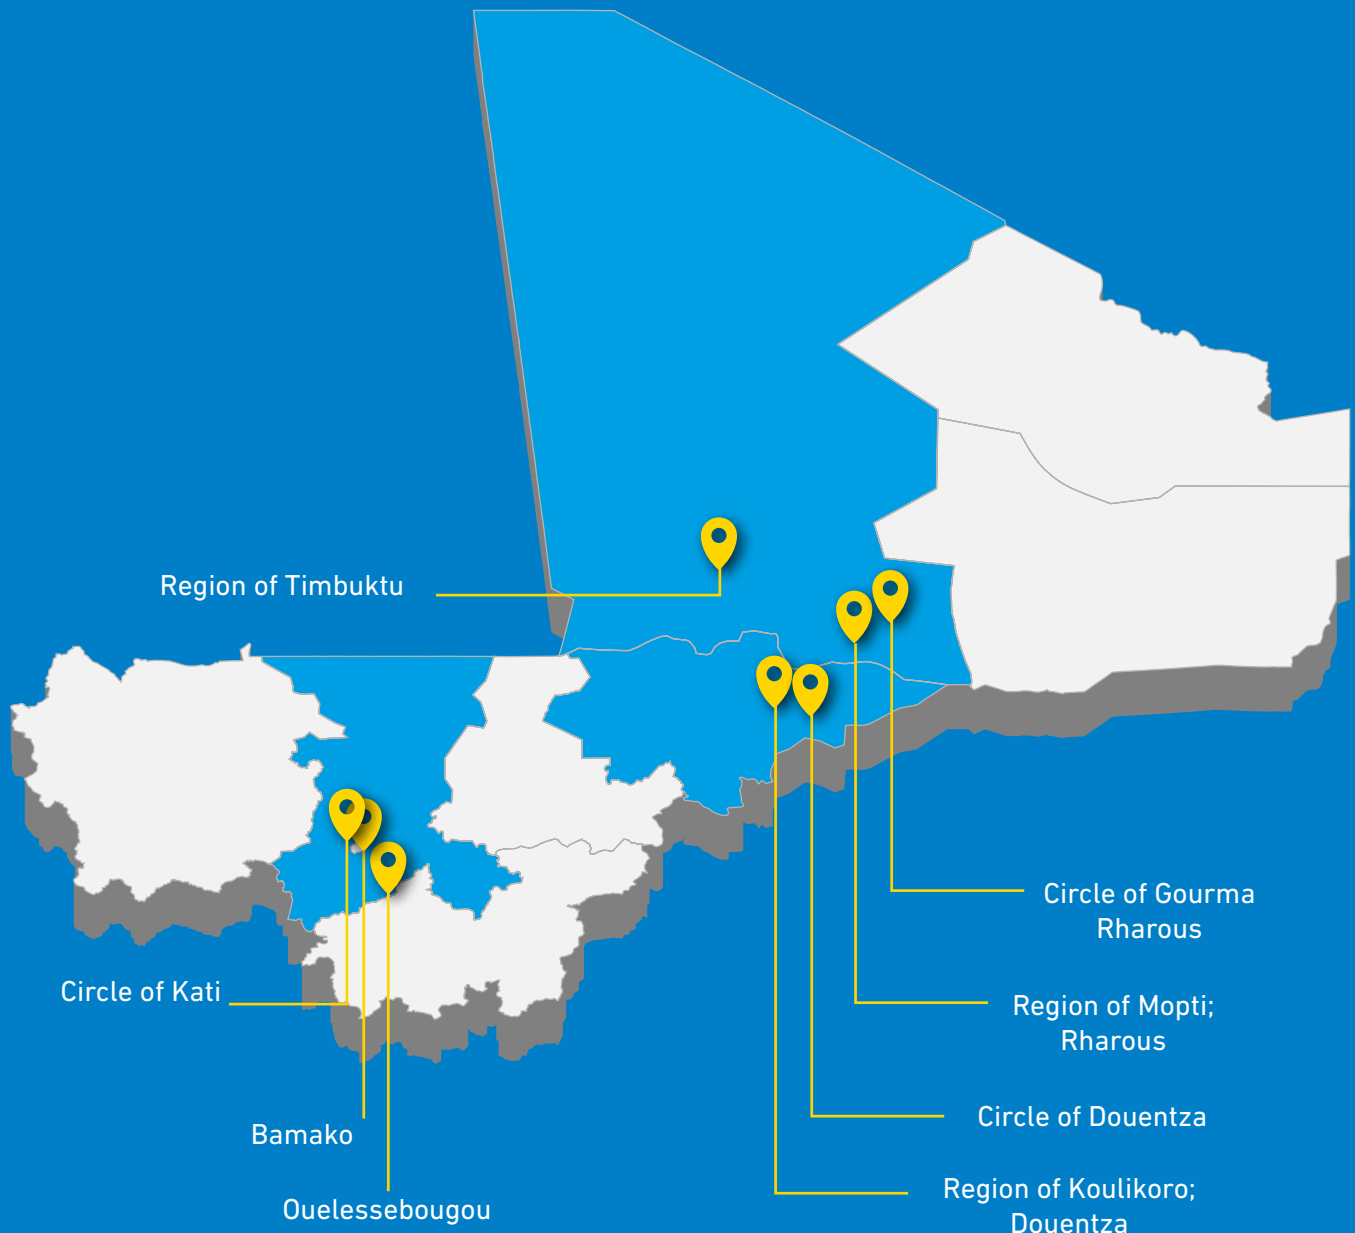 Region of Timbuktu
Circle of Gourma
Rharous
Circle of Kati
Region of Mopti;
Rharous
Circle of Douentza
Bamako
Region of Koulikoro;
Douentza
Ouelessebougou